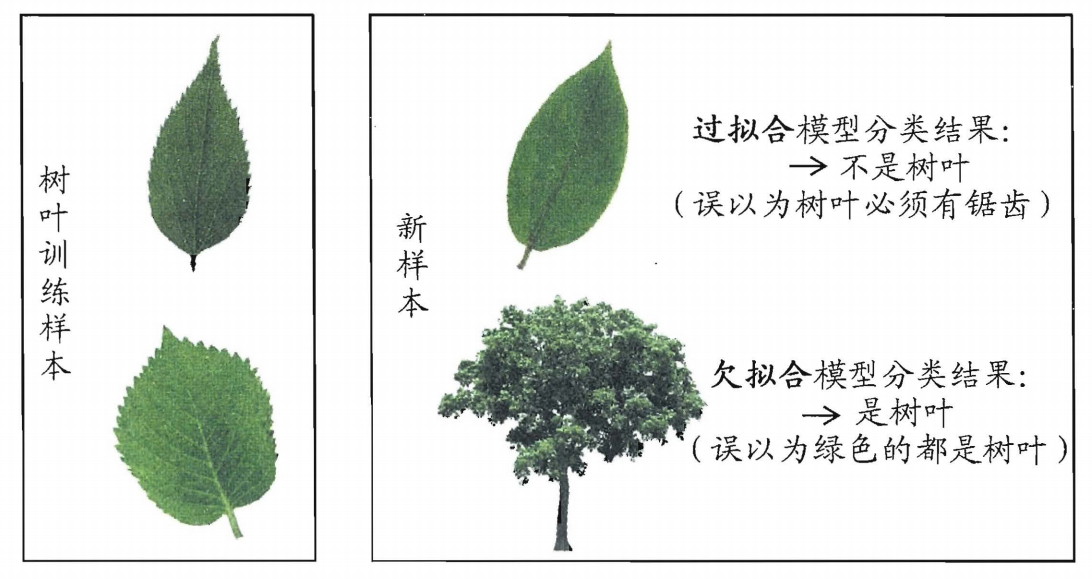 树叶训练样本
新样本
过拟合模型分类结果:
→ 不是树叶
(误以为树叶必须有锯齿)
欠拟合模型分类结果:
→ 是树叶
(误以为绿色的都是树叶)